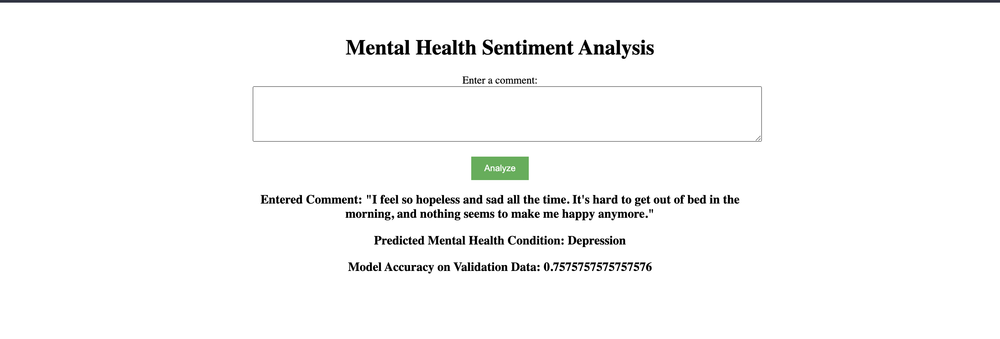 Mental Health Sentiment Analysis
Enter a comment:
Analyze
Entered Comment: "I feel so hopeless and sad all the time. It's hard to get out of bed in the
morning, and nothing seems to make me happy anymore."
Predicted Mental Health Condition: Depression
Model Accuracy on Validation Data: 0.7575757575757576